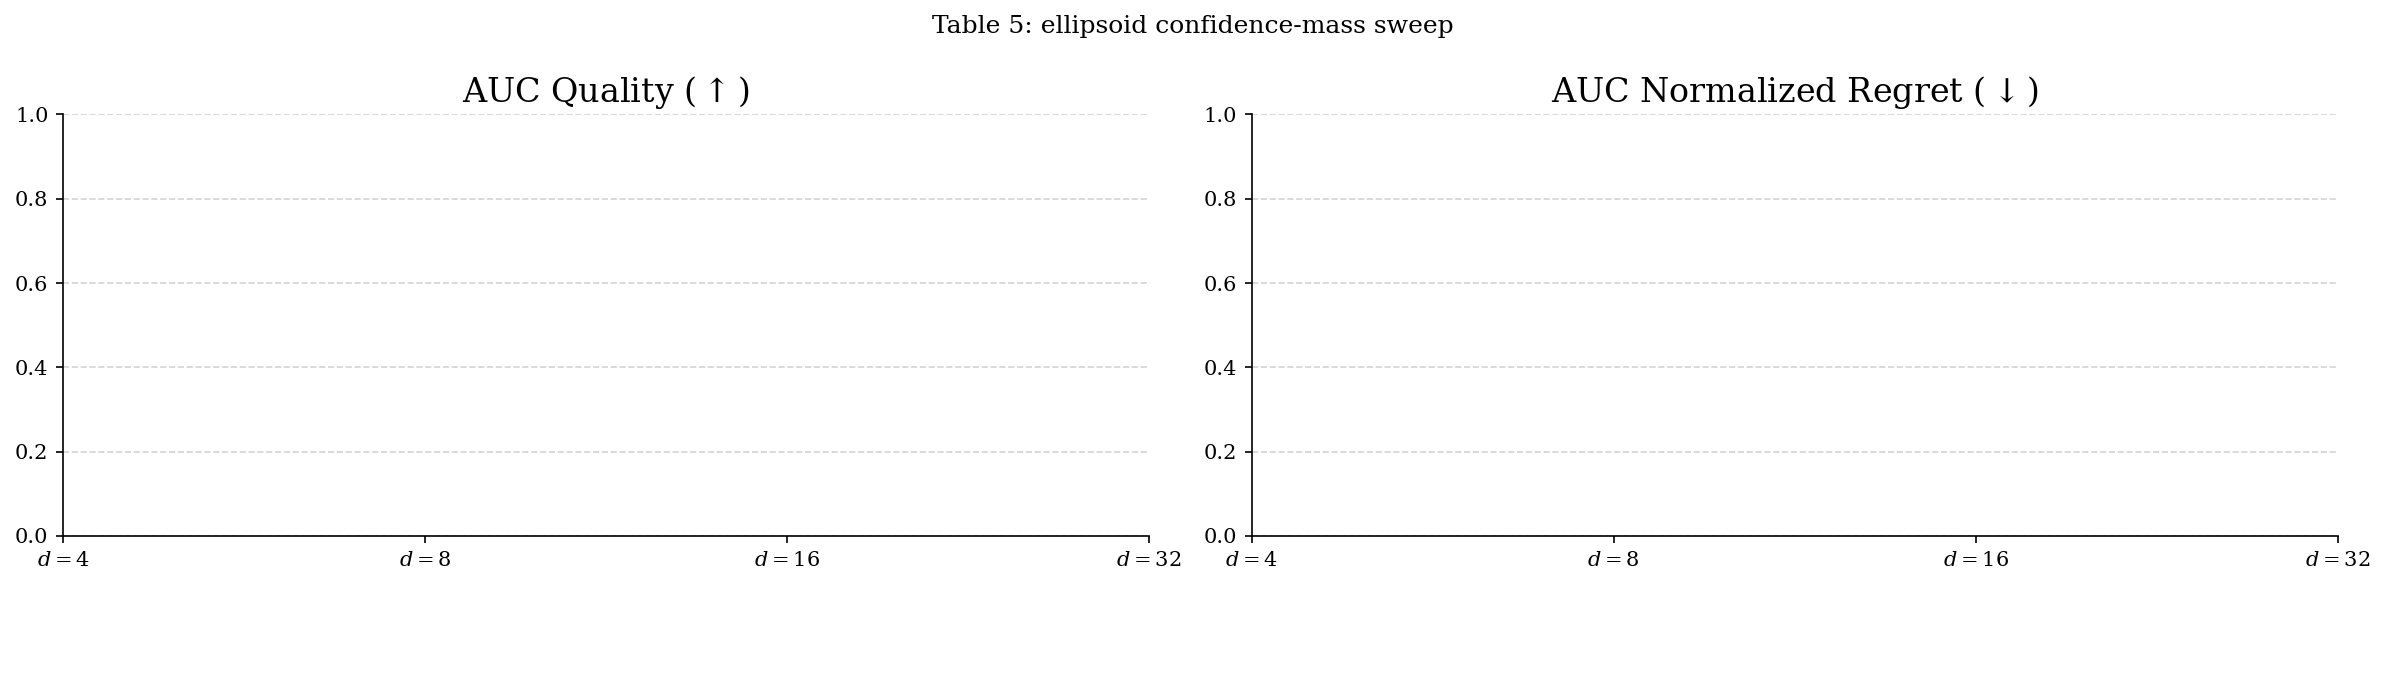 Table 5: ellipsoid confidence-mass sweep
AUC Quality ( ↑ )
1.0
0.8
0.6
0.4
0.2
0.0
d = 4
d = 8
d = 16
d = 32
AUC Normalized Regret ( ↓ )
1.0
0.8
0.6
0.4
0.2
0.0
d = 4
d = 8
d = 16
d = 32